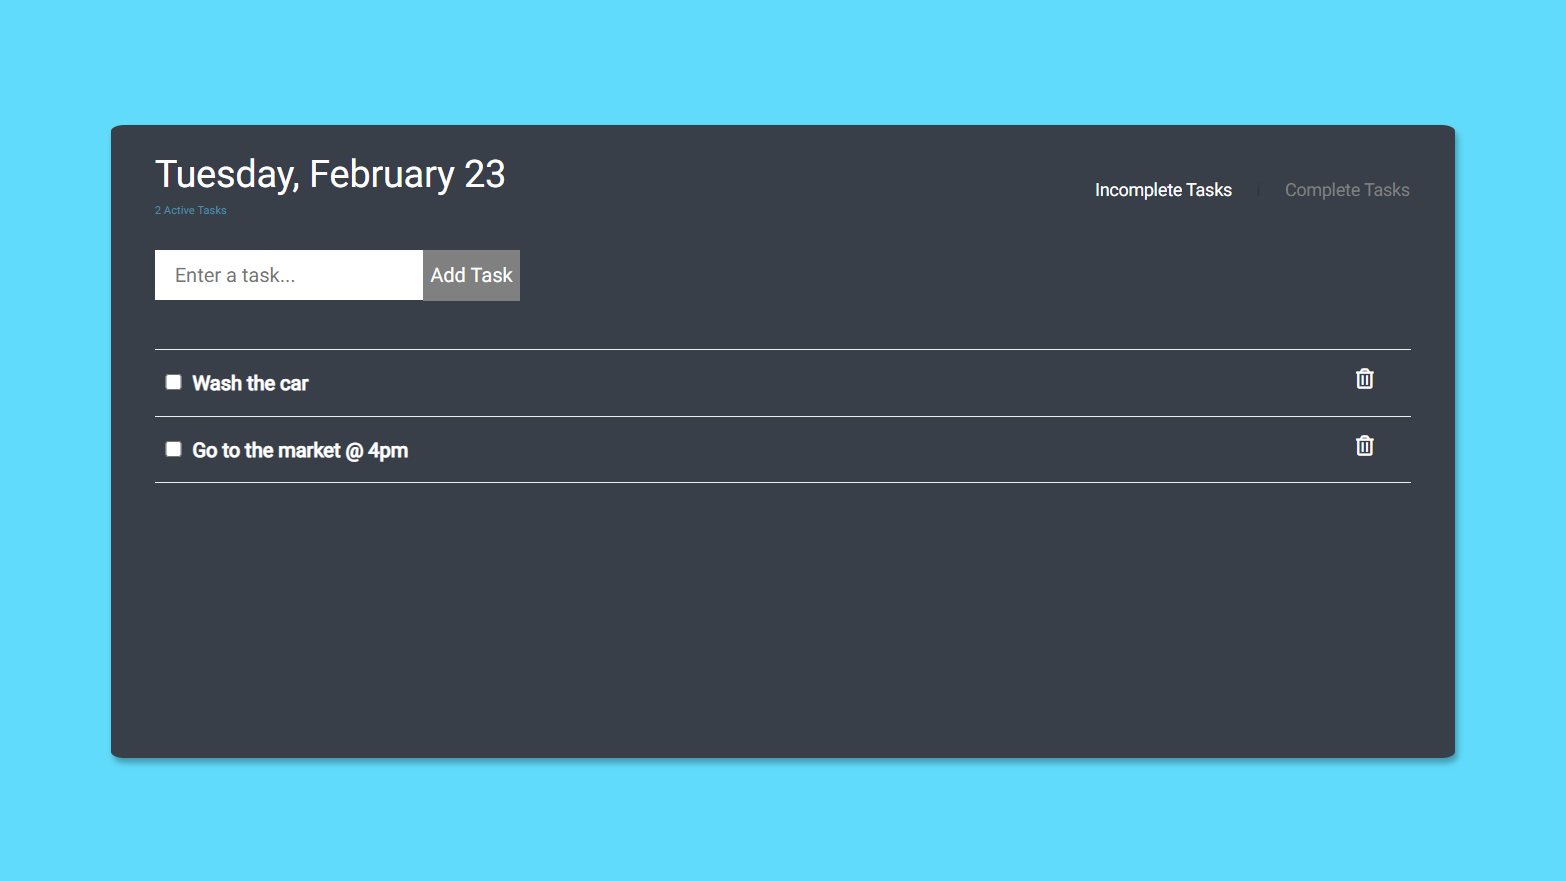 Tuesday, February 23
2 Active Tasks
Incomplete Tasks | Complete Tasks
Enter a task...
Add Task
Wash the car
Go to the market @ 4pm